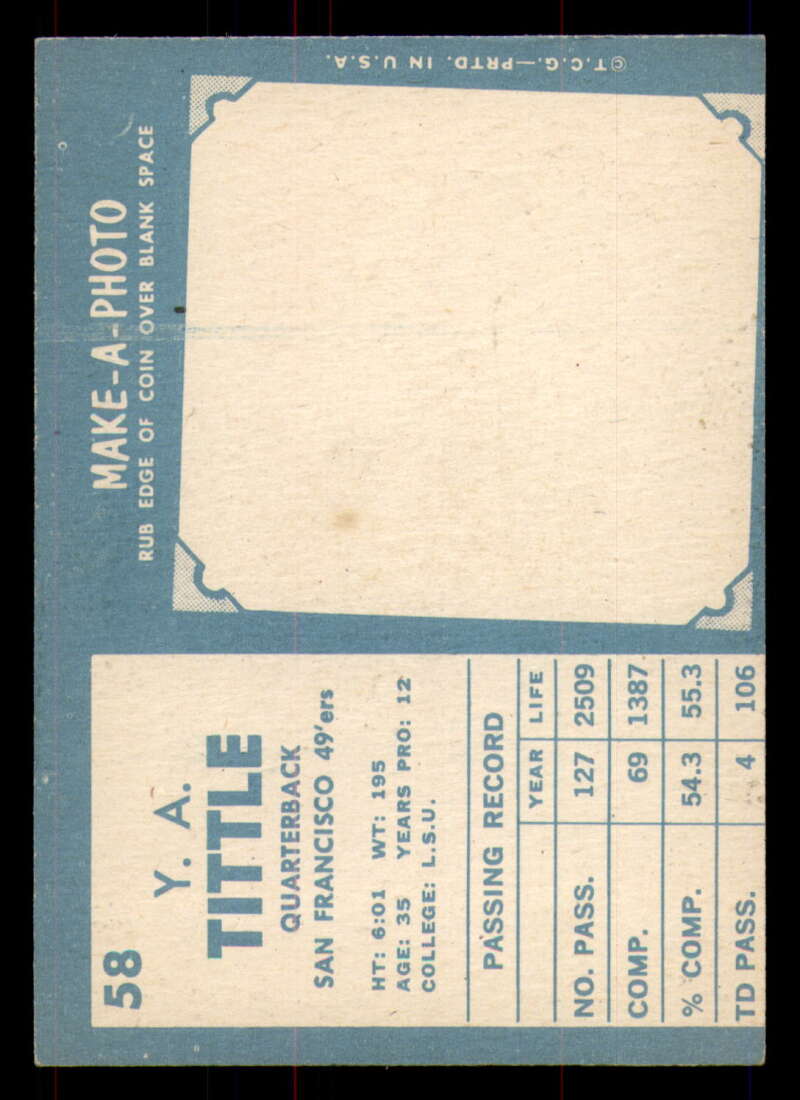 58
Y. A.
TITTLE
QUARTERBACK
SAN FRANCISCO 49'ers
HT: 6:01 WT: 195
AGE: 35 YEARS PRO: 12
COLLEGE: L.S.U.
PASSING RECORD
YEAR LIFE
NO. PASS. 127 2509
COMP. 69 1387
% COMP. 54.3 55.3
TD PASS. 4 106
MAKE-A-PHOTO
RUB EDGE OF COIN OVER BLANK SPACE
©T.C.G.—PRTD. IN U.S.A.